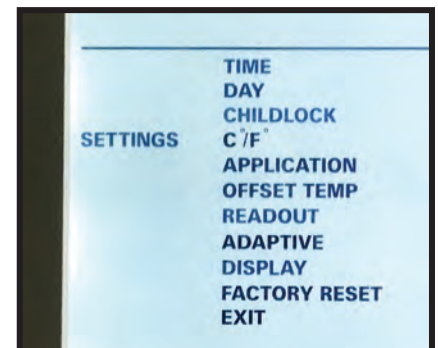 TIME
DAY
CHILDLOCK
SETTINGS C°/F°
APPLICATION
OFFSET TEMP
READOUT
ADAPTIVE
DISPLAY
FACTORY RESET
EXIT